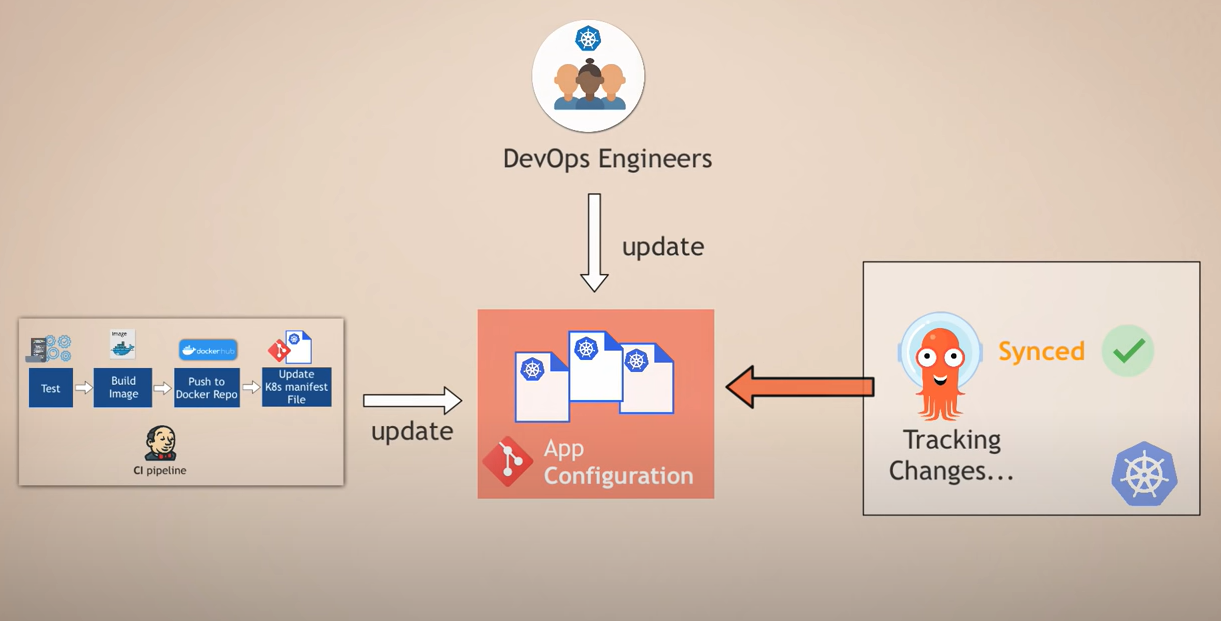 DevOps Engineers
update
Test
Image
Build
Image
docker hub
Push to
Docker Repo
Update
K8s manifest
File
CI pipeline
update
App
Configuration
Synced
Tracking
Changes...